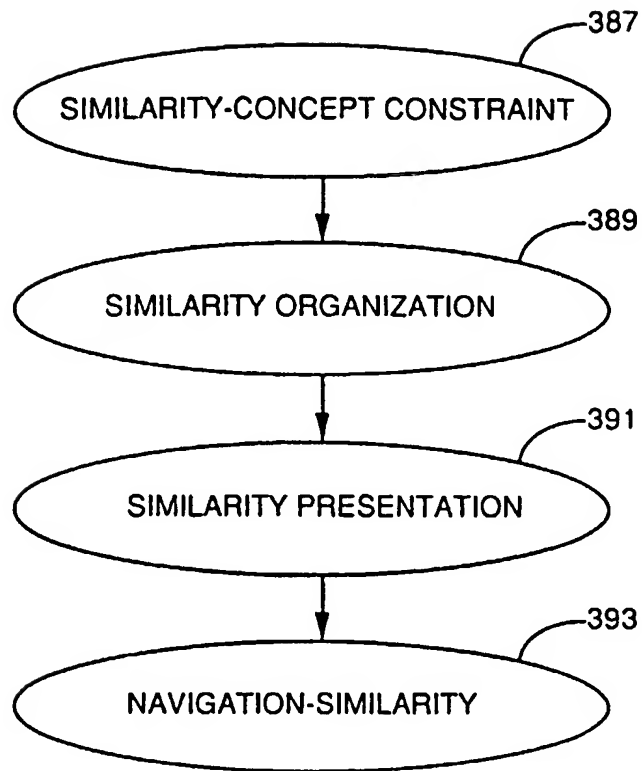 387
SIMILARITY-CONCEPT CONSTRAINT
389
SIMILARITY ORGANIZATION
391
SIMILARITY PRESENTATION
393
NAVIGATION-SIMILARITY